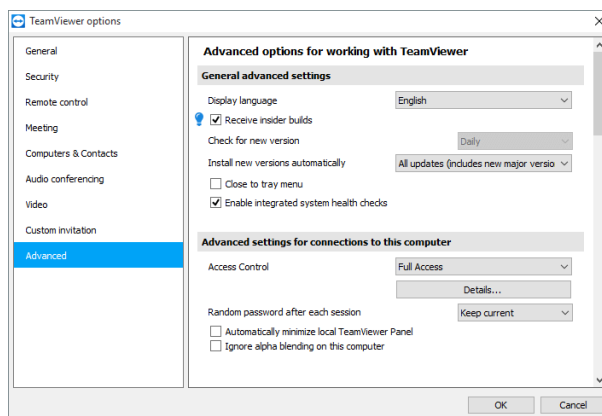 TeamViewer options
General
Security
Remote control
Meeting
Computers & Contacts
Audio conferencing
Video
Custom invitation
Advanced
Advanced options for working with TeamViewer
General advanced settings
Display language English
Receive insider builds
Check for new version Daily
Install new versions automatically All updates (includes new major versio
Close to tray menu
Enable integrated system health checks
Advanced settings for connections to this computer
Access Control Full Access
Details...
Random password after each session Keep current
Automatically minimize local TeamViewer Panel
Ignore alpha blending on this computer
OK Cancel